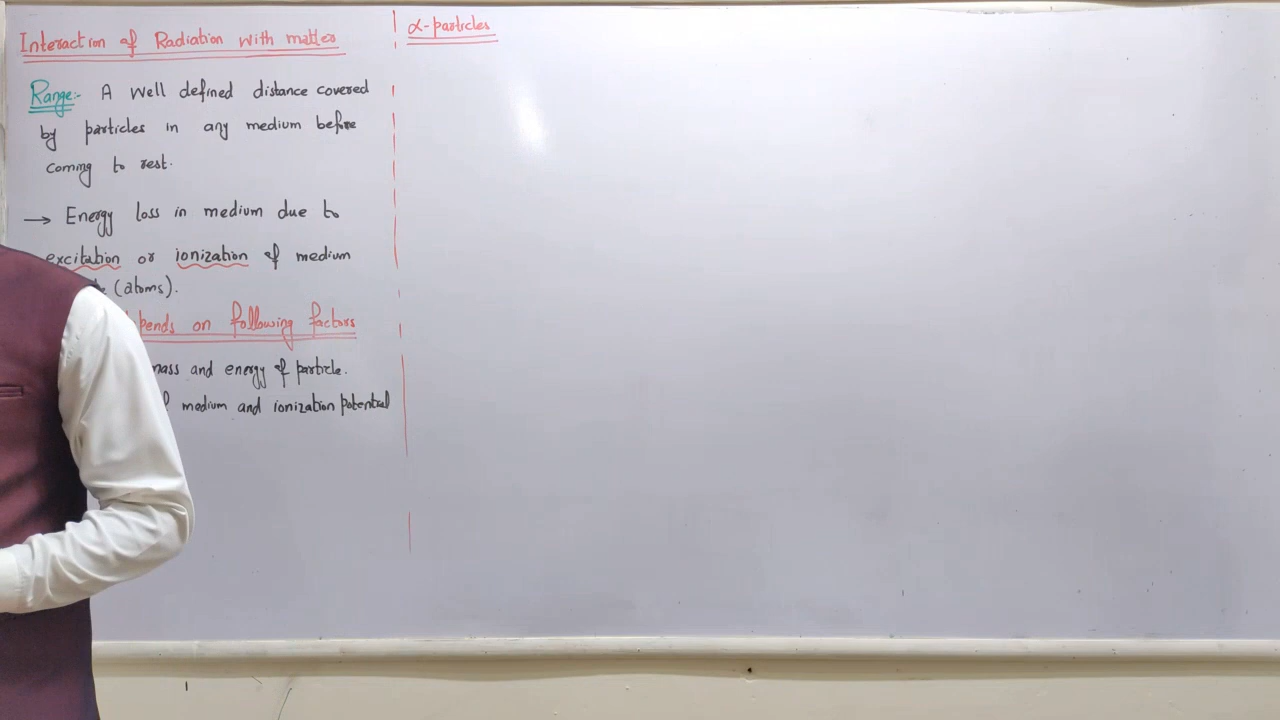 Interaction of Radiation with matter
Range:- A well defined distance covered
by particles in any medium before
coming to rest.
→ Energy loss in medium due to
excitation or ionization of medium
(atoms).
on following factors
mass and energy of particle.
medium and ionization potential
α-particles